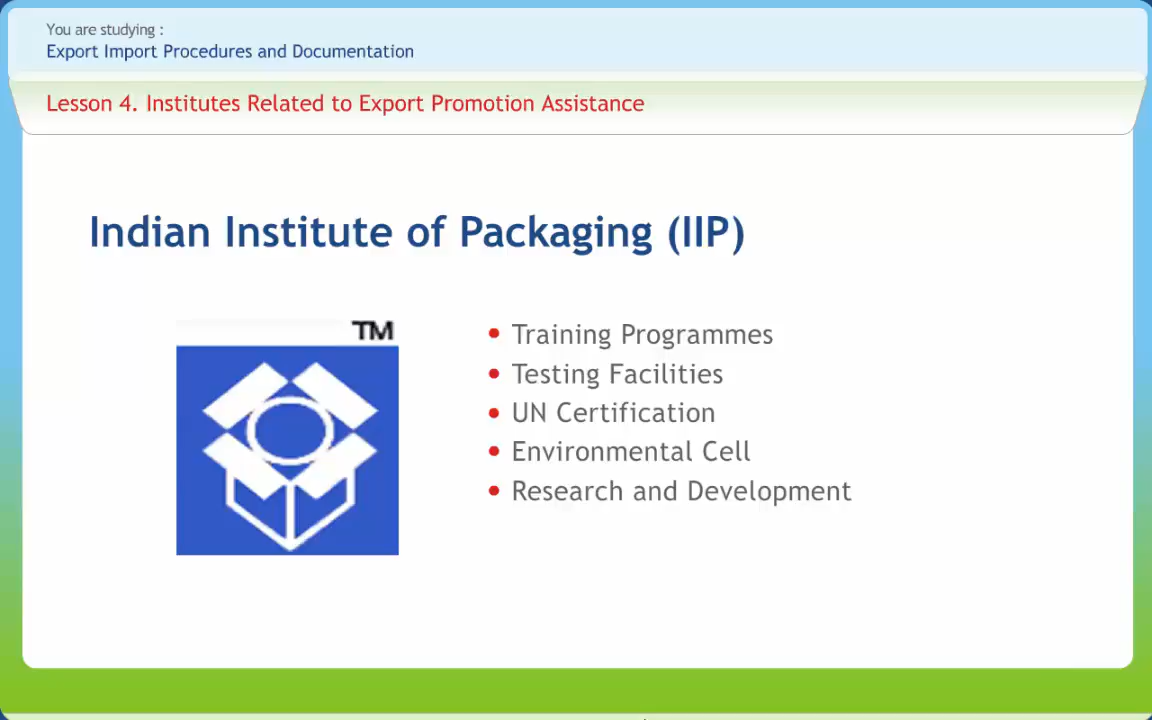 You are studying :
Export Import Procedures and Documentation
Lesson 4. Institutes Related to Export Promotion Assistance
Indian Institute of Packaging (IIP)
TM
• Training Programmes
• Testing Facilities
• UN Certification
• Environmental Cell
• Research and Development